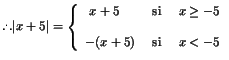 ∴|x + 5| = { x + 5 si x ≥ −5
−(x + 5) si x < −5